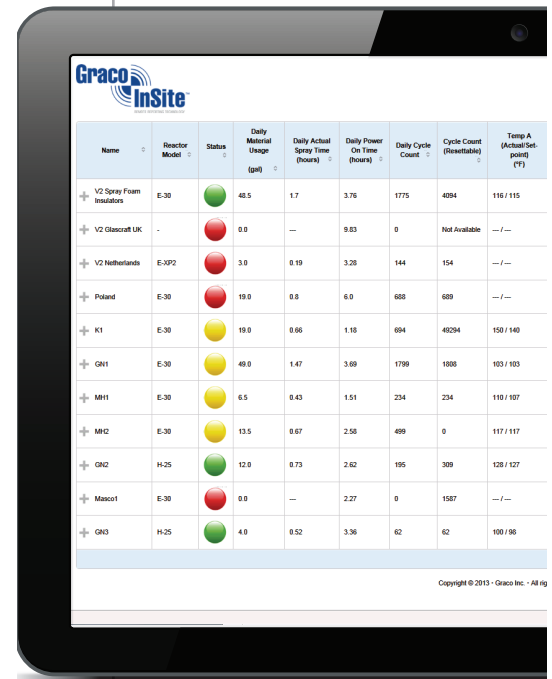 Graco
InSite™
Name
Reactor Model
Status
Daily Material Usage (gal)
Daily Actual Spray Time (hours)
Daily Power On Time (hours)
Daily Cycle Count
Cycle Count (Resettable)
Temp A (Actual/Set-point) (°F)
V2 Spray Foam Insulators E-30 48.5 1.7 3.76 1775 4094 116 / 115
V2 Glascraft UK - 0.0 --- 9.83 0 Not Available --- / ---
V2 Netherlands E-XP2 3.0 0.19 3.28 144 154 --- / ---
Poland E-30 19.0 0.8 6.0 688 689 --- / ---
K1 E-30 19.0 0.66 1.18 694 49294 150 / 140
GN1 E-30 49.0 1.47 3.69 1799 1808 103 / 103
MH1 E-30 6.5 0.43 1.51 234 234 110 / 107
MH2 E-30 13.5 0.67 2.58 499 0 117 / 117
GN2 H-25 12.0 0.73 2.62 195 309 128 / 127
Masco1 E-30 0.0 --- 2.27 0 1587 --- / ---
GN3 H-25 4.0 0.52 3.36 62 62 100 / 98
Copyright © 2013 - Graco Inc. - All rig